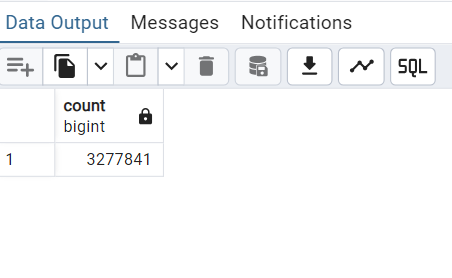 Data Output Messages Notifications
SQL
count
bigint
1 3277841